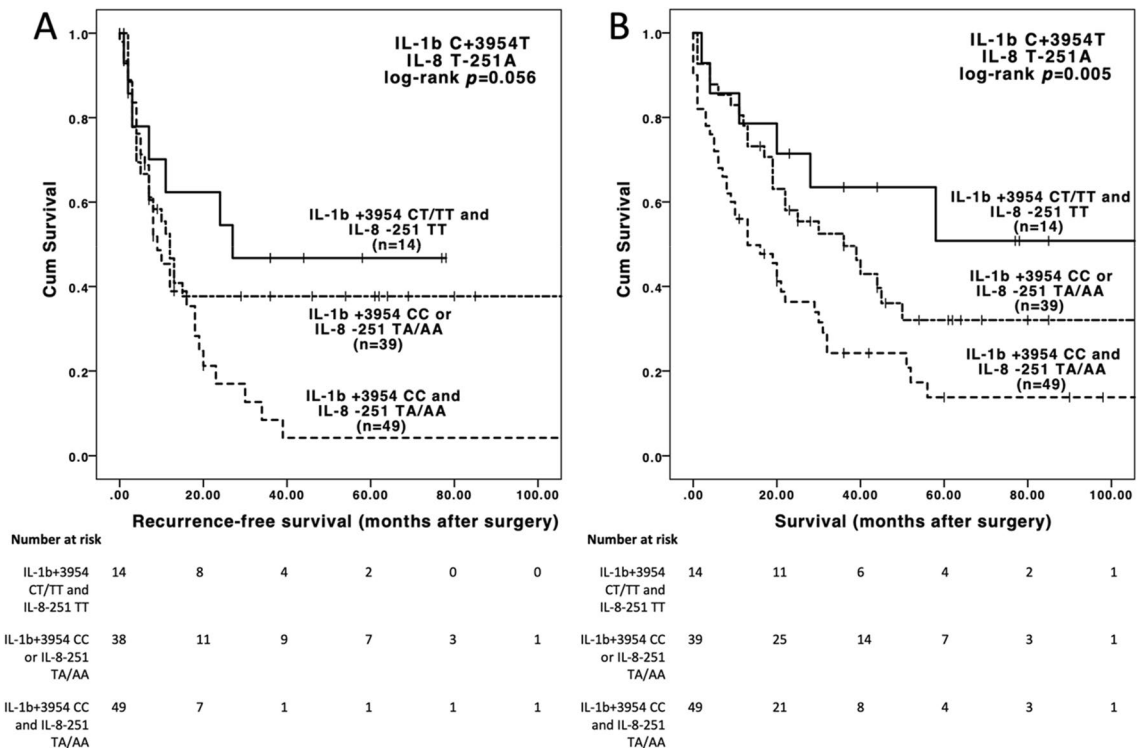 A
IL-1b C+3954T
IL-8 T-251A
log-rank p=0.056
Cum Survival
1.0
0.8
0.6
0.4
0.2
0.0
IL-1b +3954 CT/TT and
IL-8 -251 TT
(n=14)
IL-1b +3954 CC or
IL-8 -251 TA/AA
(n=39)
IL-1b +3954 CC and
IL-8 -251 TA/AA
(n=49)
.00 20.00 40.00 60.00 80.00 100.00
Recurrence-free survival (months after surgery)
Number at risk
IL-1b+3954 14 8 4 2 0 0
CT/TT and
IL-8-251 TT
IL-1b+3954 CC 38 11 9 7 3 1
or IL-8-251
TA/AA
IL-1b+3954 CC 49 7 1 1 1 1
and IL-8-251
TA/AA
B
IL-1b C+3954T
IL-8 T-251A
log-rank p=0.005
Cum Survival
1.0
0.8
0.6
0.4
0.2
0.0
IL-1b +3954 CT/TT and
IL-8 -251 TT
(n=14)
IL-1b +3954 CC or
IL-8 -251 TA/AA
(n=39)
IL-1b +3954 CC and
IL-8 -251 TA/AA
(n=49)
.00 20.00 40.00 60.00 80.00 100.00
Survival (months after surgery)
Number at risk
IL-1b+3954 14 11 6 4 2 1
CT/TT and
IL-8-251 TT
IL-1b+3954 CC 39 25 14 7 3 1
or IL-8-251
TA/AA
IL-1b+3954 CC 49 21 8 4 3 1
and IL-8-251
TA/AA